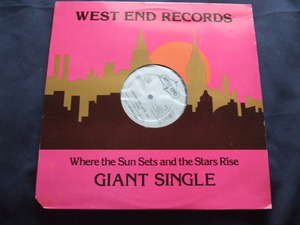 WEST END RECORDS
Where the Sun Sets and the Stars Rise
GIANT SINGLE